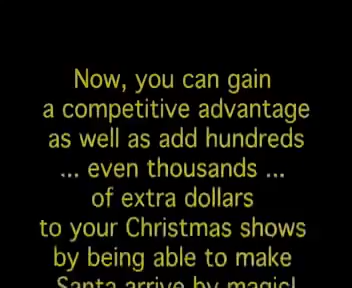 Now, you can gain
a competitive advantage
as well as add hundreds
... even thousands ...
of extra dollars
to your Christmas shows
by being able to make
Santa arrive by magic!